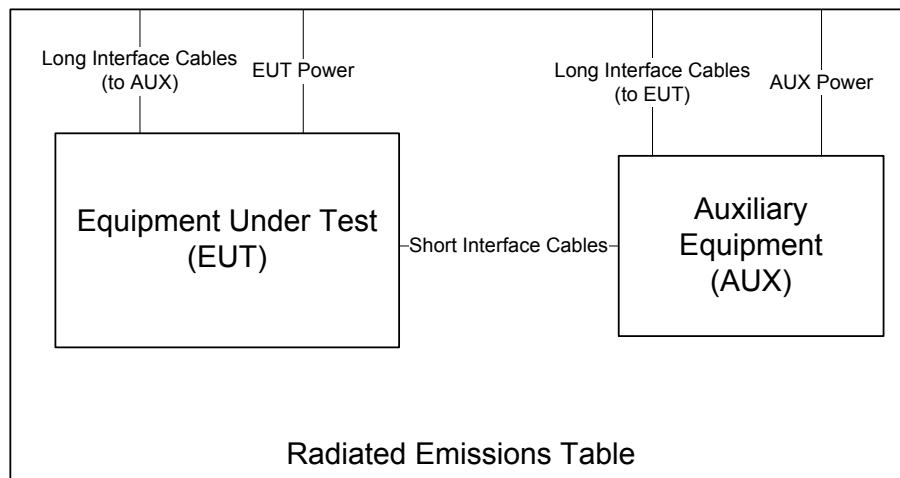 Long Interface Cables
(to AUX)
EUT Power
Long Interface Cables
(to EUT)
AUX Power
Equipment Under Test
(EUT)
Short Interface Cables
Auxiliary
Equipment
(AUX)
Radiated Emissions Table